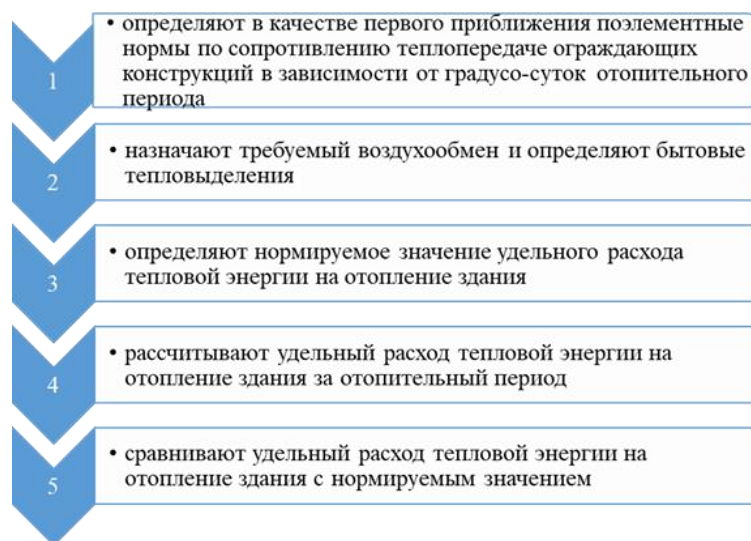 1
• определяют в качестве первого приближения поэлементные
нормы по сопротивлению теплопередаче ограждающих
конструкций в зависимости от градусо-суток отопительного
периода
2
• назначают требуемый воздухообмен и определяют бытовые
тепловыделения
3
• определяют нормируемое значение удельного расхода
тепловой энергии на отопление здания
4
• рассчитывают удельный расход тепловой энергии на
отопление здания за отопительный период
5
• сравнивают удельный расход тепловой энергии на
отопление здания с нормируемым значением